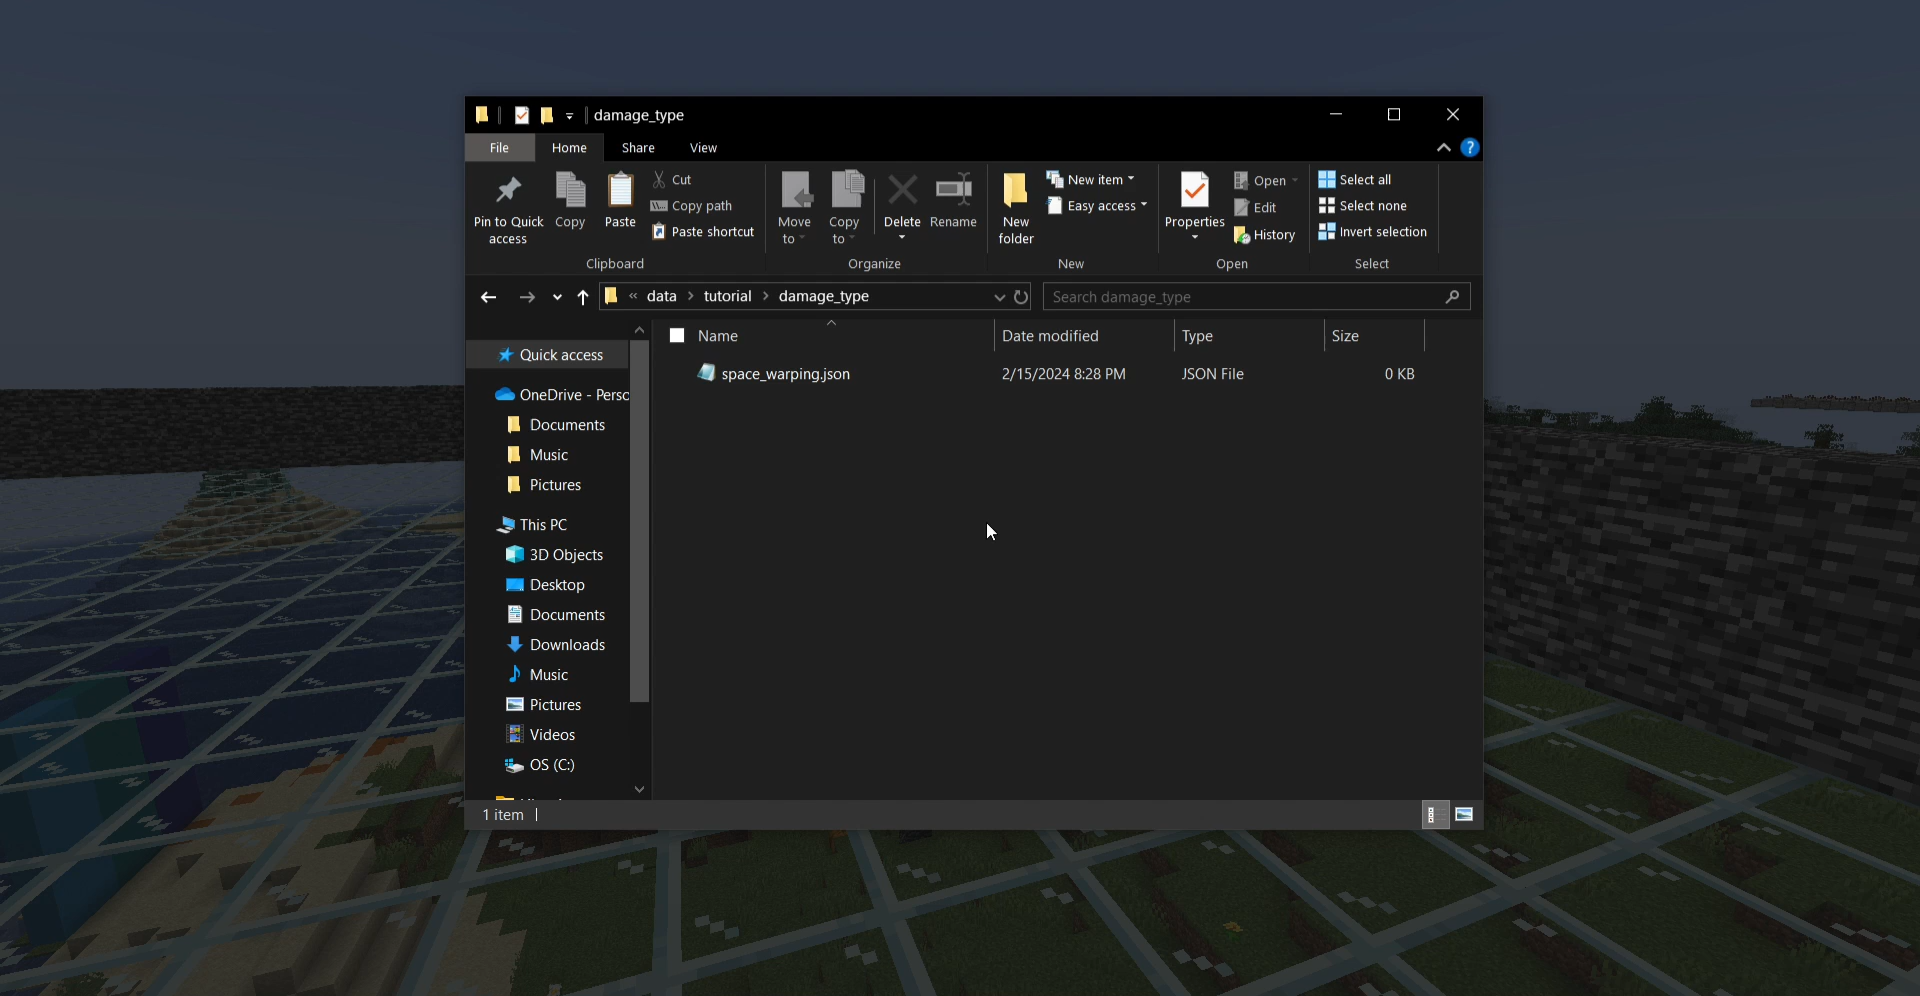 damage_type
File Home Share View
?
Pin to Quick access
Copy
Paste
Cut
Copy path
Paste shortcut
Clipboard
Move to
Copy to
Delete
Rename
Organize
New folder
New item
Easy access
New
Properties
Open
Edit
History
Open
Select all
Select none
Invert selection
Select
« data > tutorial > damage_type
Search damage_type
Name Date modified Type Size
space_warping.json 2/15/2024 8:28 PM JSON File 0 KB
Quick access
OneDrive - Perso
Documents
Music
Pictures
This PC
3D Objects
Desktop
Documents
Downloads
Music
Pictures
Videos
OS (C:)
1 item